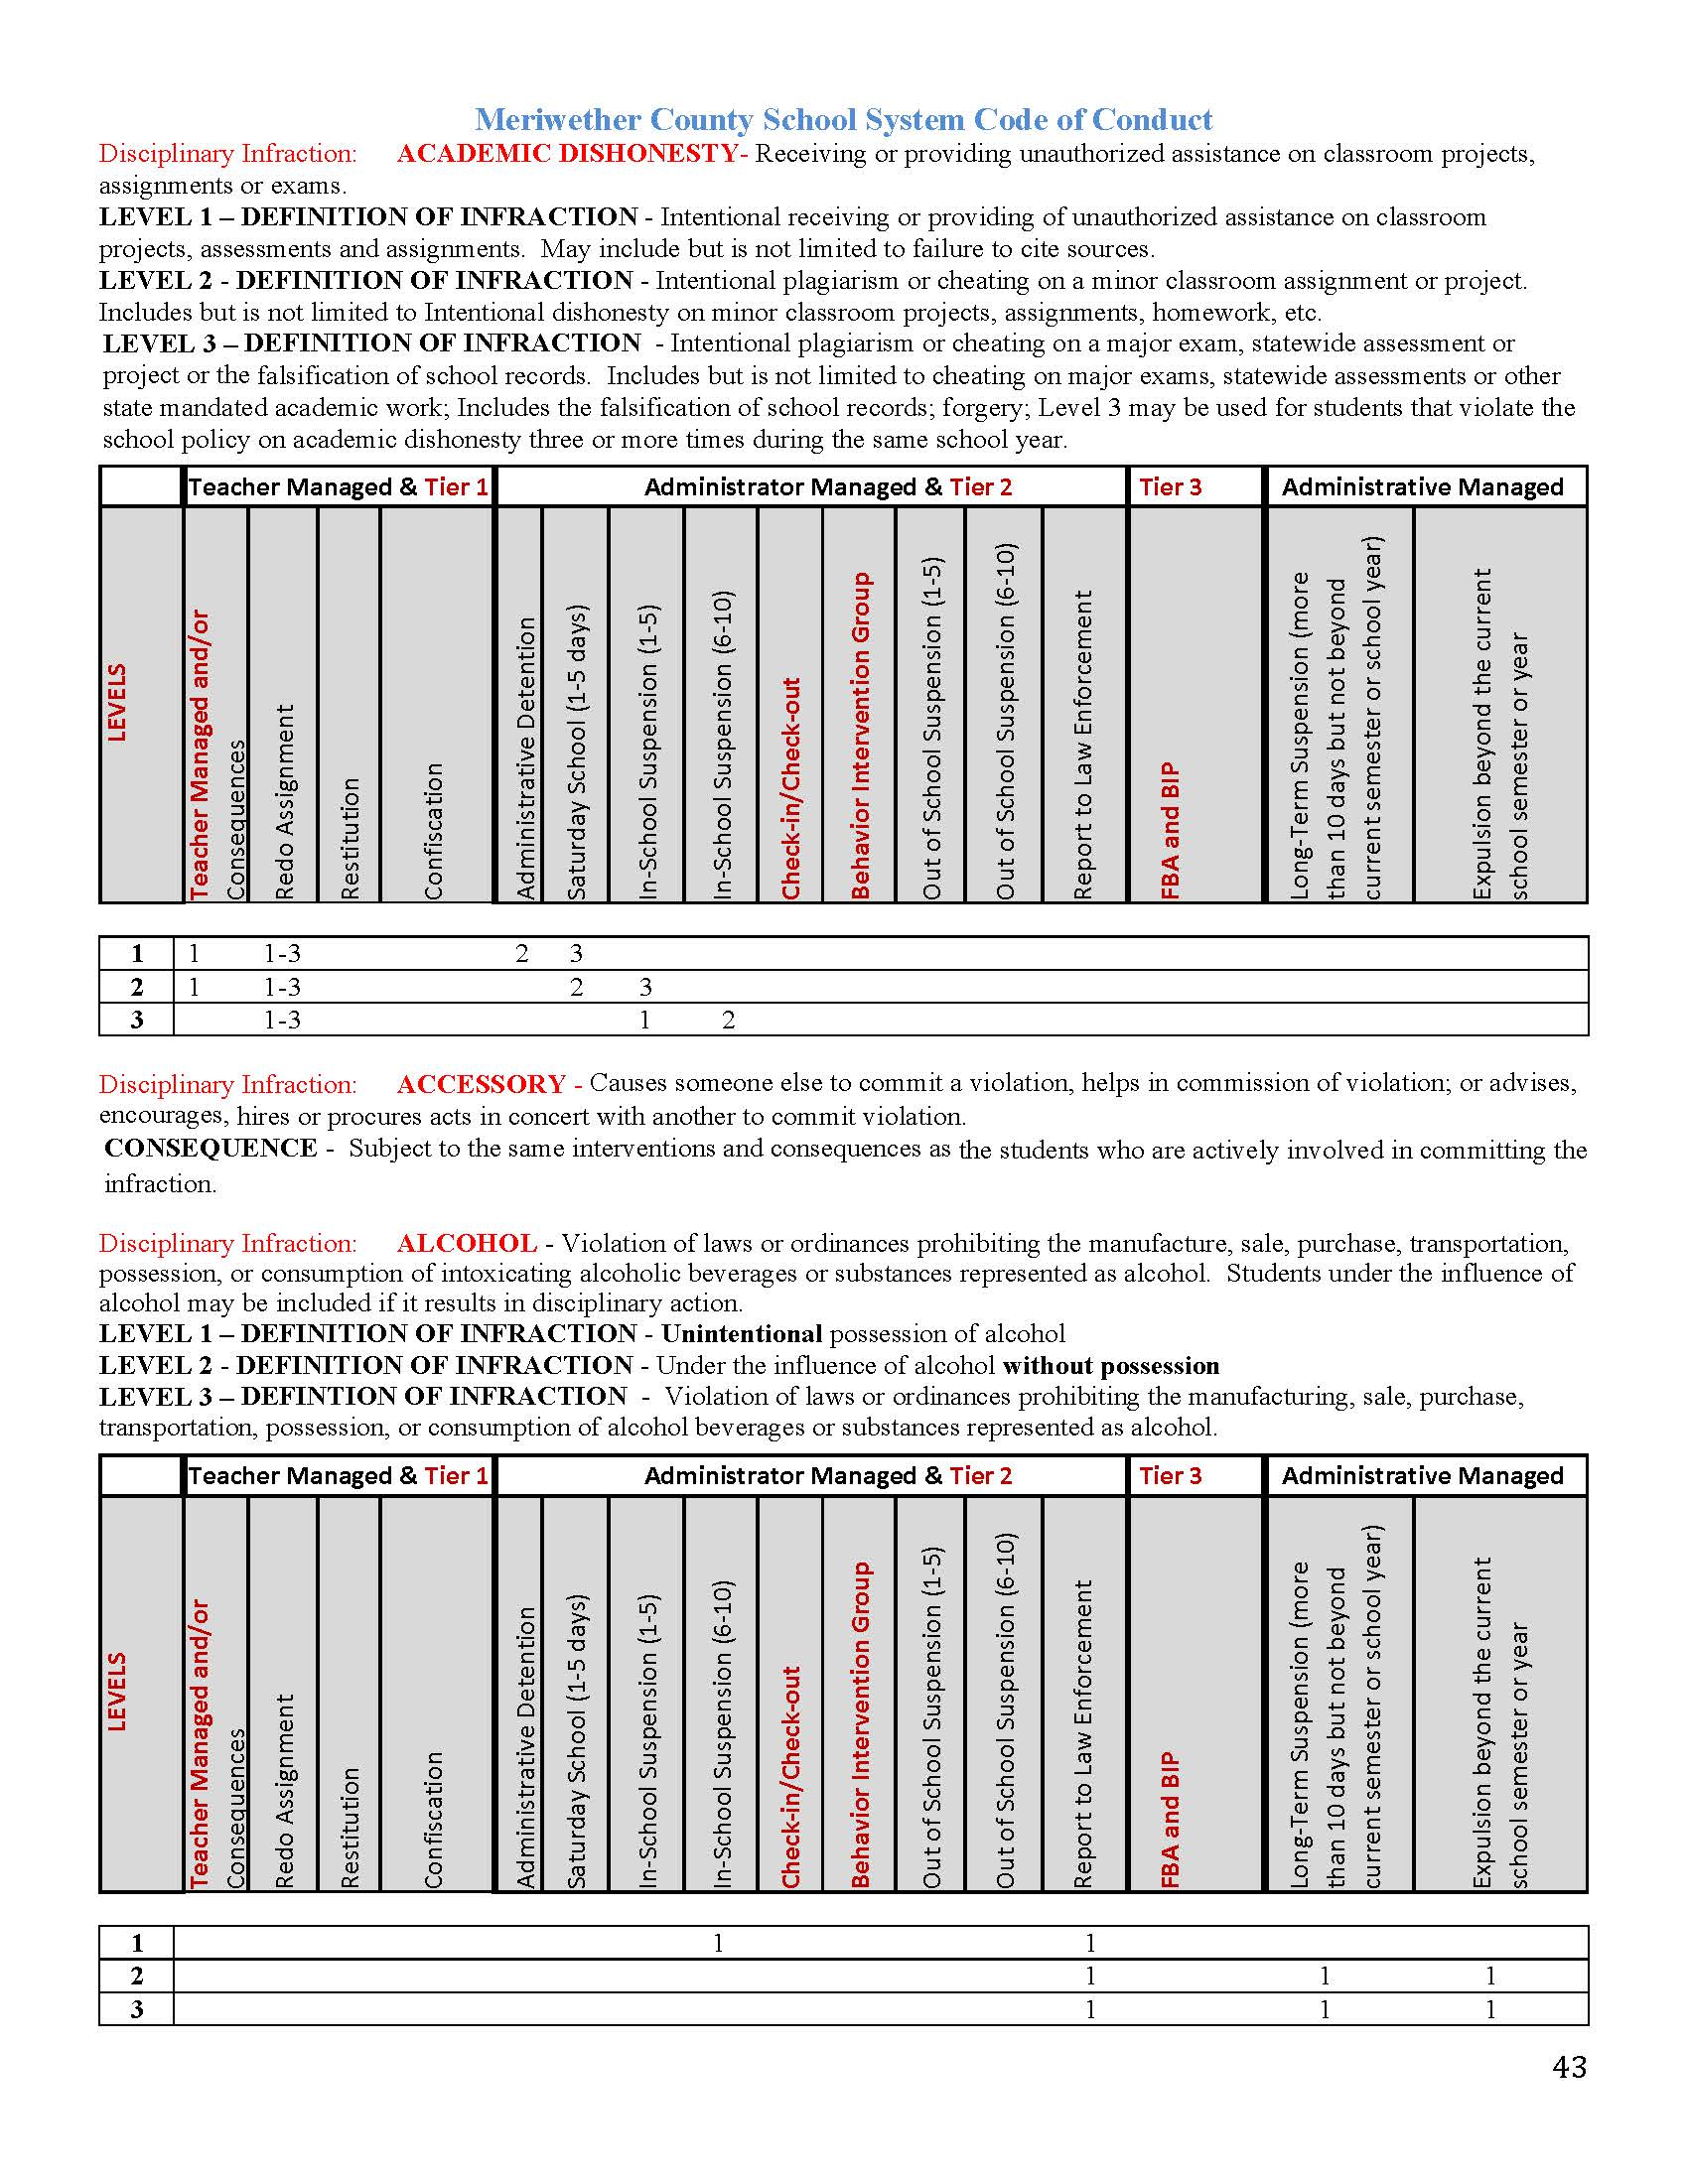 Meriwether County School System Code of Conduct
Disciplinary Infraction: ACADEMIC DISHONESTY- Receiving or providing unauthorized assistance on classroom projects,
assignments or exams.
LEVEL 1 – DEFINITION OF INFRACTION - Intentional receiving or providing of unauthorized assistance on classroom
projects, assessments and assignments. May include but is not limited to failure to cite sources.
LEVEL 2 - DEFINITION OF INFRACTION - Intentional plagiarism or cheating on a minor classroom assignment or project.
Includes but is not limited to Intentional dishonesty on minor classroom projects, assignments, homework, etc.
LEVEL 3 – DEFINITION OF INFRACTION - Intentional plagiarism or cheating on a major exam, statewide assessment or
project or the falsification of school records. Includes but is not limited to cheating on major exams, statewide assessments or other
state mandated academic work; Includes the falsification of school records; forgery; Level 3 may be used for students that violate the
school policy on academic dishonesty three or more times during the same school year.
Teacher Managed & Tier 1 Administrator Managed & Tier 2 Tier 3 Administrative Managed
LEVELS
Teacher Managed and/or
Consequences
Redo Assignment
Restitution
Confiscation
Administrative Detention
Saturday School (1-5 days)
In-School Suspension (1-5)
In-School Suspension (6-10)
Check-in/Check-out
Behavior Intervention Group
Out of School Suspension (1-5)
Out of School Suspension (6-10)
Report to Law Enforcement
FBA and BIP
Long-Term Suspension (more
than 10 days but not beyond
current semester or school year)
Expulsion beyond the current
school semester or year
1 1 1-3 2 3
2 1 1-3 2 3
3 1-3 1 2
Disciplinary Infraction: ACCESSORY - Causes someone else to commit a violation, helps in commission of violation; or advises,
encourages, hires or procures acts in concert with another to commit violation.
CONSEQUENCE - Subject to the same interventions and consequences as the students who are actively involved in committing the
infraction.
Disciplinary Infraction: ALCOHOL - Violation of laws or ordinances prohibiting the manufacture, sale, purchase, transportation,
possession, or consumption of intoxicating alcoholic beverages or substances represented as alcohol. Students under the influence of
alcohol may be included if it results in disciplinary action.
LEVEL 1 – DEFINITION OF INFRACTION - Unintentional possession of alcohol
LEVEL 2 - DEFINITION OF INFRACTION - Under the influence of alcohol without possession
LEVEL 3 – DEFINTION OF INFRACTION - Violation of laws or ordinances prohibiting the manufacturing, sale, purchase,
transportation, possession, or consumption of alcohol beverages or substances represented as alcohol.
Teacher Managed & Tier 1 Administrator Managed & Tier 2 Tier 3 Administrative Managed
LEVELS
Teacher Managed and/or
Consequences
Redo Assignment
Restitution
Confiscation
Administrative Detention
Saturday School (1-5 days)
In-School Suspension (1-5)
In-School Suspension (6-10)
Check-in/Check-out
Behavior Intervention Group
Out of School Suspension (1-5)
Out of School Suspension (6-10)
Report to Law Enforcement
FBA and BIP
Long-Term Suspension (more
than 10 days but not beyond
current semester or school year)
Expulsion beyond the current
school semester or year
1 1 1
2 1 1 1
3 1 1 1
43